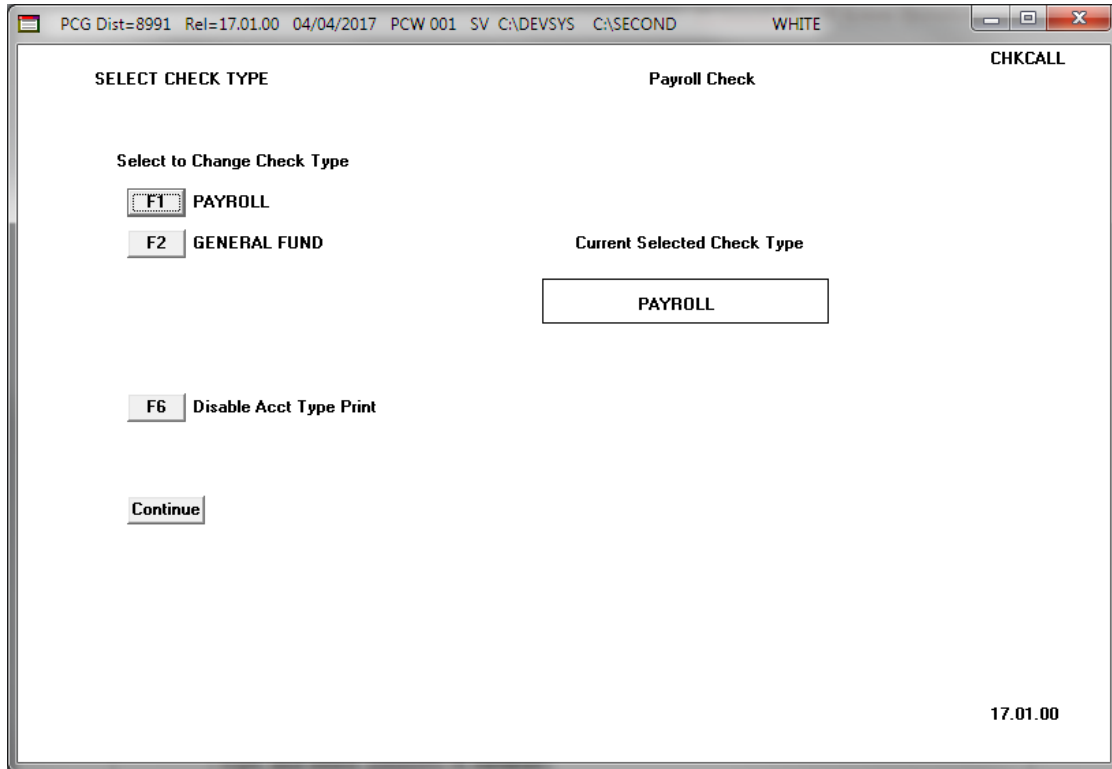 PCG Dist=8991 Rel=17.01.00 04/04/2017 PCW 001 SV C:\DEVSYS C:\SECOND WHITE
CHKCALL
SELECT CHECK TYPE Payroll Check
Select to Change Check Type
F1 PAYROLL
F2 GENERAL FUND Current Selected Check Type
PAYROLL
F6 Disable Acct Type Print
Continue
17.01.00